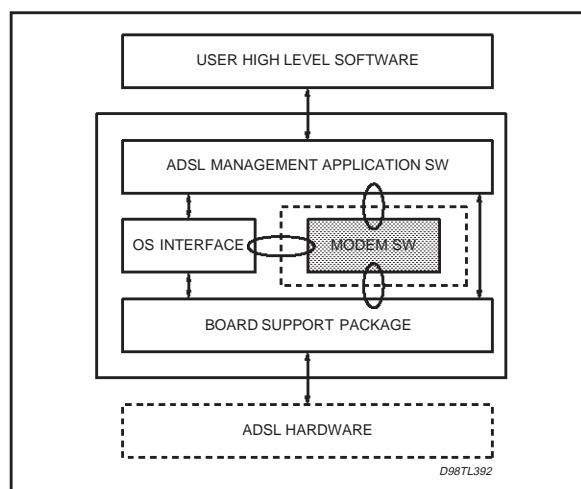 USER HIGH LEVEL SOFTWARE
ADSL MANAGEMENT APPLICATION SW
OS INTERFACE
MODEM SW
BOARD SUPPORT PACKAGE
ADSL HARDWARE
D98TL392